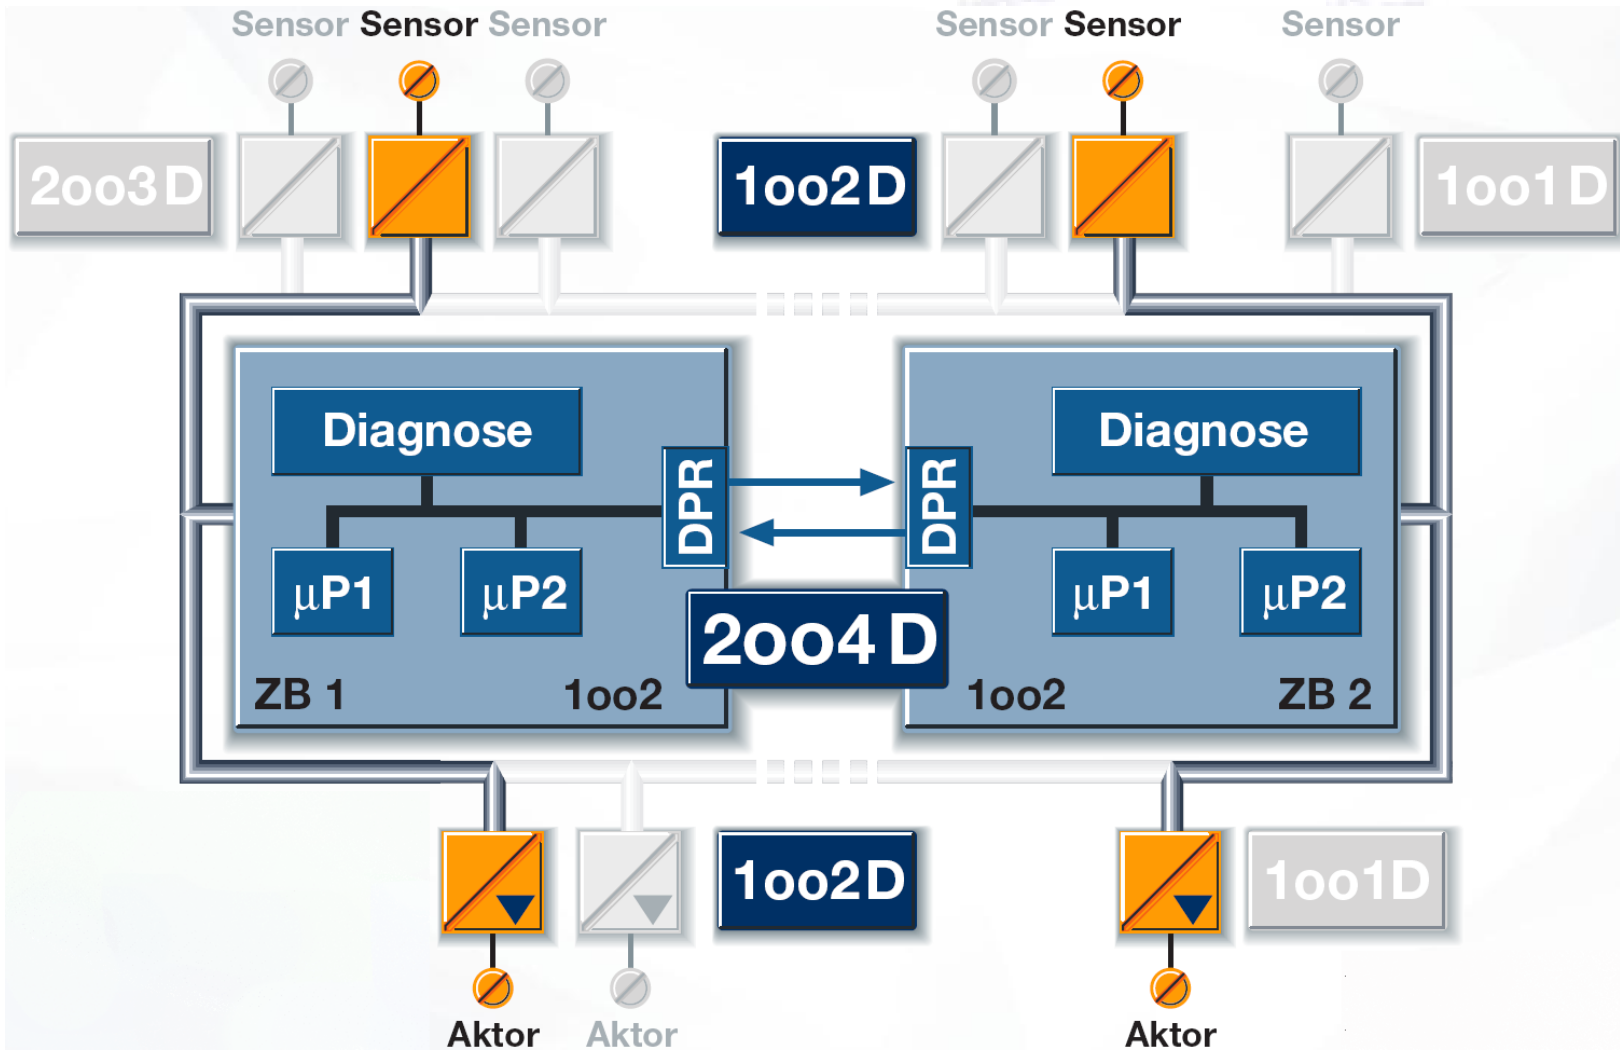 Sensor Sensor Sensor Sensor Sensor Sensor
2oo3D 1oo2D 1oo1D
Diagnose Diagnose
DPR DPR
µP1 µP2 µP1 µP2
2oo4D
ZB 1 1oo2 1oo2 ZB 2
1oo2D 1oo1D
Aktor Aktor Aktor